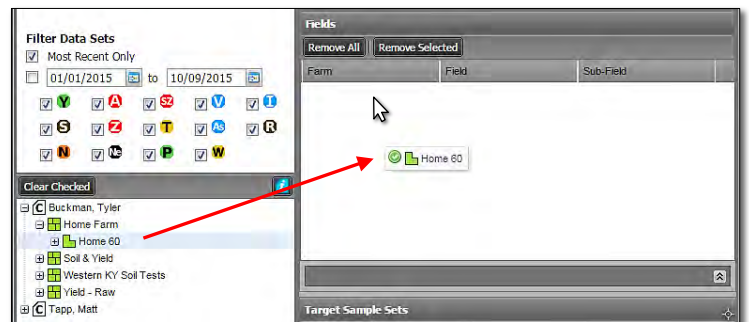 Filter Data Sets
Most Recent Only
01/01/2015 to 10/09/2015
Y A SZ V I
S Z T As R
N Ne P W
Clear Checked i
C Buckman, Tyler
Home Farm
Home 60
Soil & Yield
Western KY Soil Tests
Yield - Raw
C Tapp, Matt
Fields
Remove All Remove Selected
Farm Field Sub-Field
Home 60
Target Sample Sets